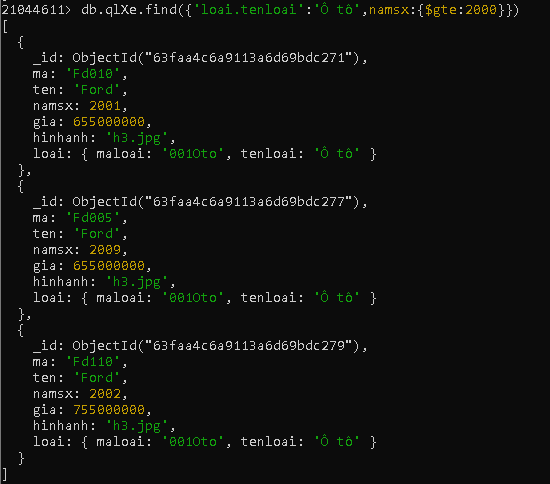 21044611> db.qlXe.find({'loai.tenloai':'Ô tô',namsx:{$gte:2000}})
[
  {
    _id: ObjectId("63faa4c6a9113a6d69bdc271"),
    ma: 'Fd010',
    ten: 'Ford',
    namsx: 2001,
    gia: 655000000,
    hinhanh: 'h3.jpg',
    loai: { maloai: '001Oto', tenloai: 'Ô tô' }
  },
  {
    _id: ObjectId("63faa4c6a9113a6d69bdc277"),
    ma: 'Fd005',
    ten: 'Ford',
    namsx: 2009,
    gia: 655000000,
    hinhanh: 'h3.jpg',
    loai: { maloai: '001Oto', tenloai: 'Ô tô' }
  },
  {
    _id: ObjectId("63faa4c6a9113a6d69bdc279"),
    ma: 'Fd110',
    ten: 'Ford',
    namsx: 2002,
    gia: 755000000,
    hinhanh: 'h3.jpg',
    loai: { maloai: '001Oto', tenloai: 'Ô tô' }
  }
]